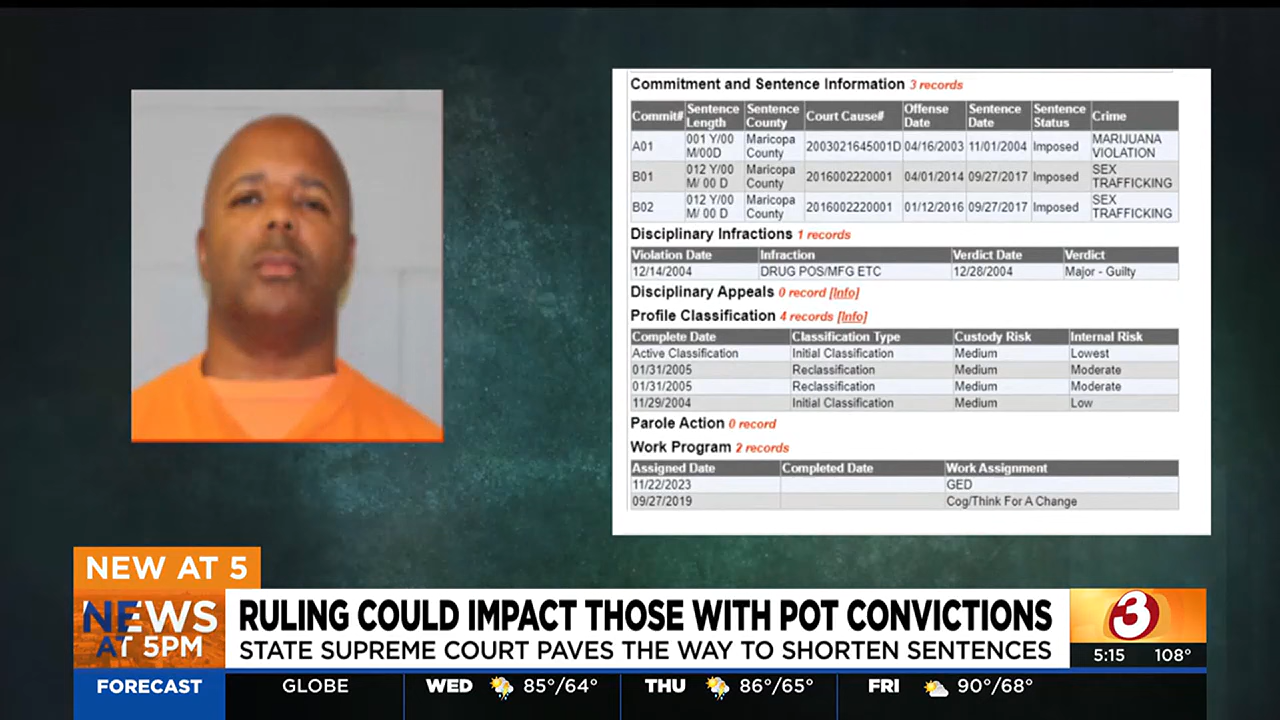 Commitment and Sentence Information 3 records
Commit# Sentence Length Sentence County Court Cause# Offense Date Sentence Date Sentence Status Crime
A01 001 Y/00 M/00D Maricopa County 2003021645001D 04/16/2003 11/01/2004 Imposed MARIJUANA VIOLATION
B01 012 Y/00 M/ 00 D Maricopa County 2016002220001 04/01/2014 09/27/2017 Imposed SEX TRAFFICKING
B02 012 Y/00 M/ 00 D Maricopa County 2016002220001 01/12/2016 09/27/2017 Imposed SEX TRAFFICKING
Disciplinary Infractions 1 records
Violation Date Infraction Verdict Date Verdict
12/14/2004 DRUG POS/MFG ETC 12/28/2004 Major - Guilty
Disciplinary Appeals 0 record [Info]
Profile Classification 4 records [Info]
Complete Date Classification Type Custody Risk Internal Risk
Active Classification Initial Classification Medium Lowest
01/31/2005 Reclassification Medium Moderate
01/31/2005 Reclassification Medium Moderate
11/29/2004 Initial Classification Medium Low
Parole Action 0 record
Work Program 2 records
Assigned Date Completed Date Work Assignment
11/22/2023 GED
09/27/2019 Cog/Think For A Change
NEW AT 5
NEWS AT 5PM
RULING COULD IMPACT THOSE WITH POT CONVICTIONS
STATE SUPREME COURT PAVES THE WAY TO SHORTEN SENTENCES
3
5:15 108°
FORECAST GLOBE WED 85°/64° THU 86°/65° FRI 90°/68°